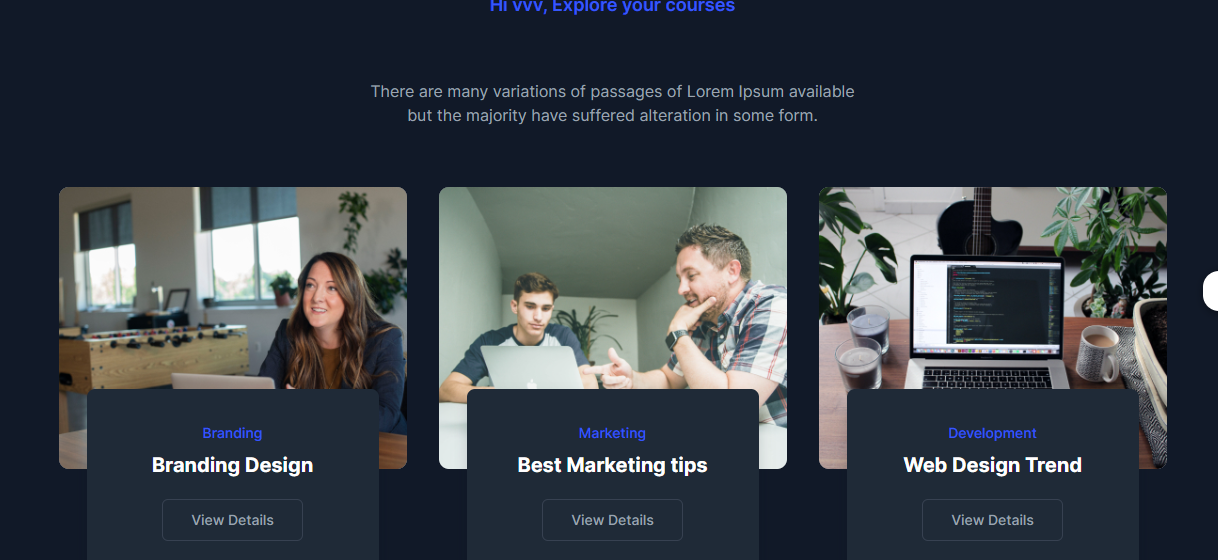 Hi vvv, Explore your courses
There are many variations of passages of Lorem Ipsum available
but the majority have suffered alteration in some form.
Branding
Branding Design
View Details
Marketing
Best Marketing tips
View Details
Development
Web Design Trend
View Details